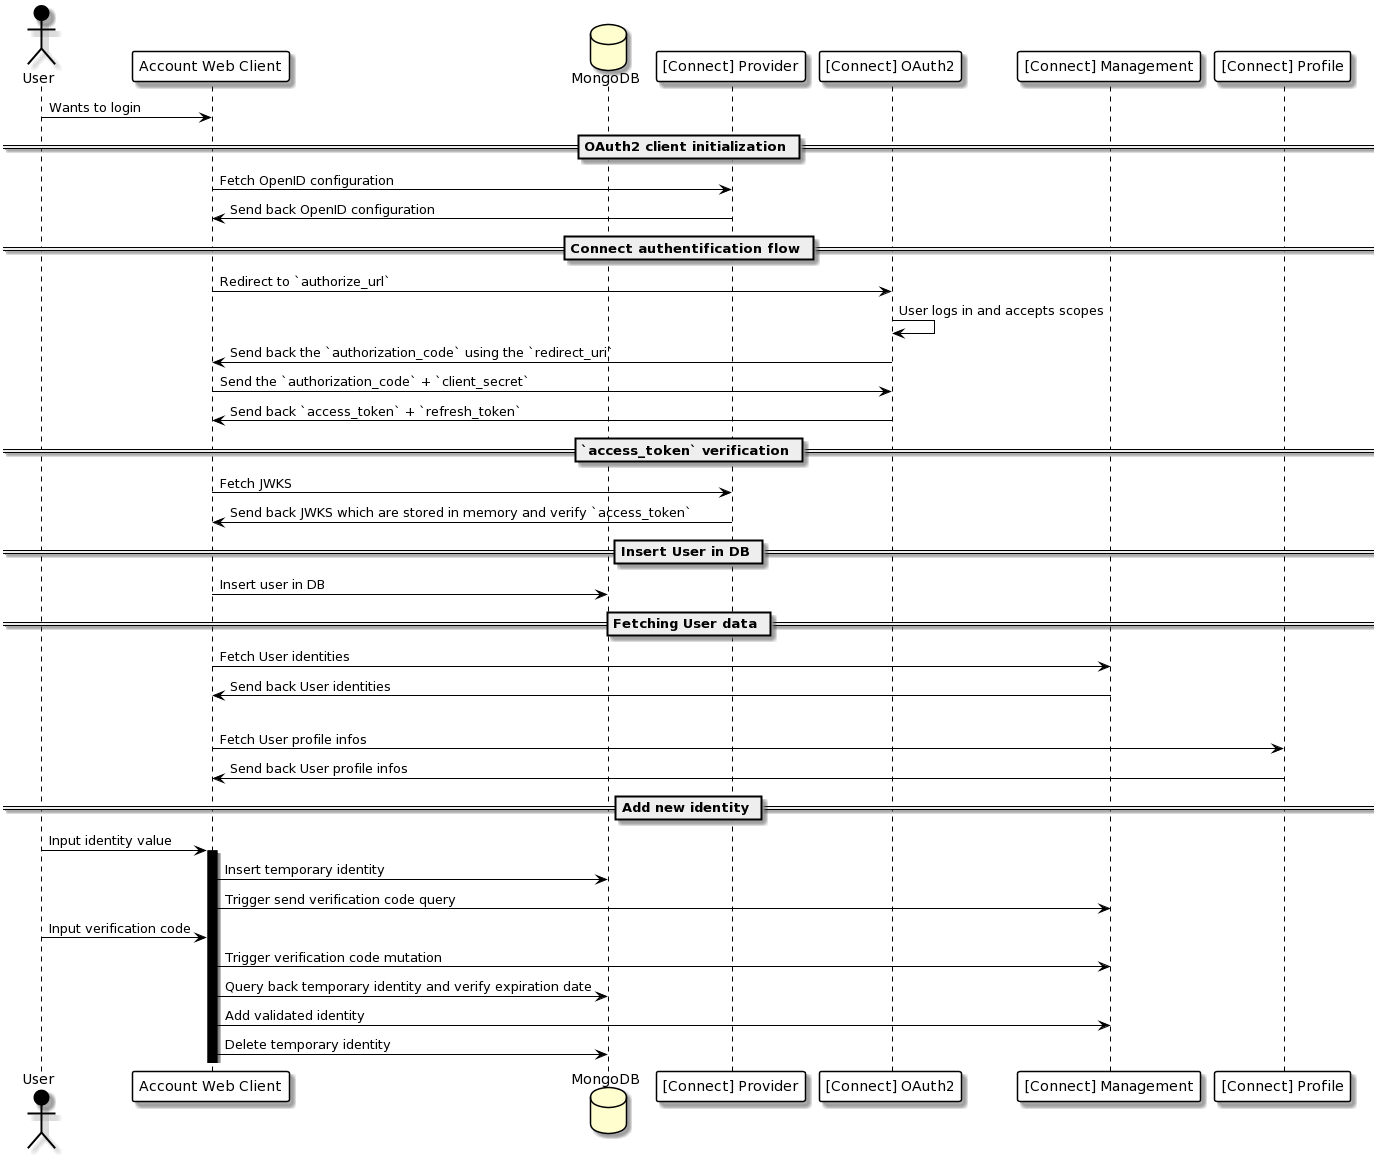 User
Account Web Client
MongoDB
[Connect] Provider
[Connect] OAuth2
[Connect] Management
[Connect] Profile
Wants to login
OAuth2 client initialization
Fetch OpenID configuration
Send back OpenID configuration
Connect authentification flow
Redirect to `authorize_url`
User logs in and accepts scopes
Send back the `authorization_code` using the `redirect_uri`
Send the `authorization_code` + `client_secret`
Send back `access_token` + `refresh_token`
`access_token` verification
Fetch JWKS
Send back JWKS which are stored in memory and verify `access_token`
Insert User in DB
Insert user in DB
Fetching User data
Fetch User identities
Send back User identities
Fetch User profile infos
Send back User profile infos
Add new identity
Input identity value
Insert temporary identity
Trigger send verification code query
Input verification code
Trigger verification code mutation
Query back temporary identity and verify expiration date
Add validated identity
Delete temporary identity
User
Account Web Client
MongoDB
[Connect] Provider
[Connect] OAuth2
[Connect] Management
[Connect] Profile